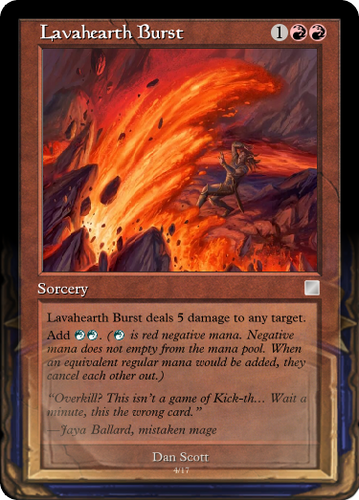 Lavahearth Burst 1
Sorcery
Lavahearth Burst deals 5 damage to any target.
Add . ( is red negative mana. Negative
mana does not empty from the mana pool. When
an equivalent regular mana would be added, they
cancel each other out.)
"Overkill? This isn't a game of Kick-th... Wait a
minute, this the wrong card."
—Jaya Ballard, mistaken mage
Dan Scott
4/17